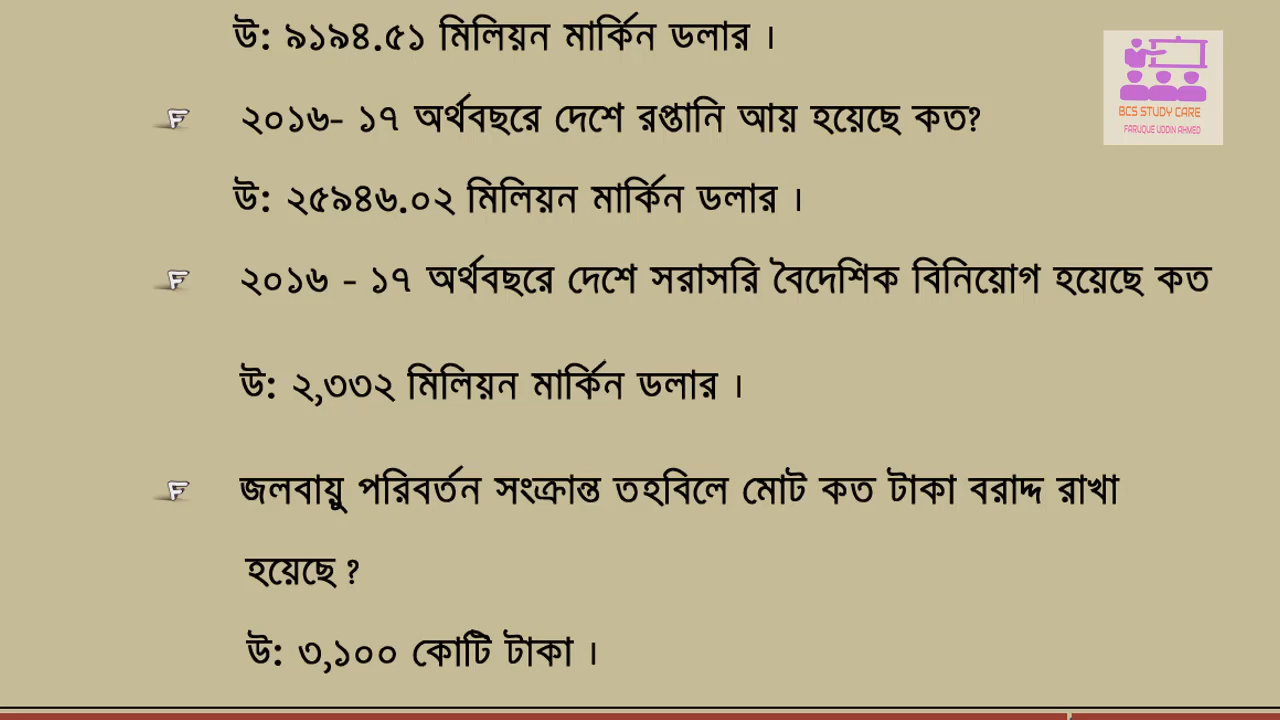 উ: ৯১৯৪.৫১ মিলিয়ন মার্কিন ডলার ।
BCS STUDY CARE
FARUQUE UDDIN AHMED
২০১৬- ১৭ অর্থবছরে দেশে রপ্তানি আয় হয়েছে কত?
উ: ২৫৯৪৬.০২ মিলিয়ন মার্কিন ডলার ।
২০১৬ - ১৭ অর্থবছরে দেশে সরাসরি বৈদেশিক বিনিয়োগ হয়েছে কত
উ: ২,৩৩২ মিলিয়ন মার্কিন ডলার ।
জলবায়ু পরিবর্তন সংক্রান্ত তহবিলে মোট কত টাকা বরাদ্দ রাখা
হয়েছে ?
উ: ৩,১০০ কোটি টাকা ।